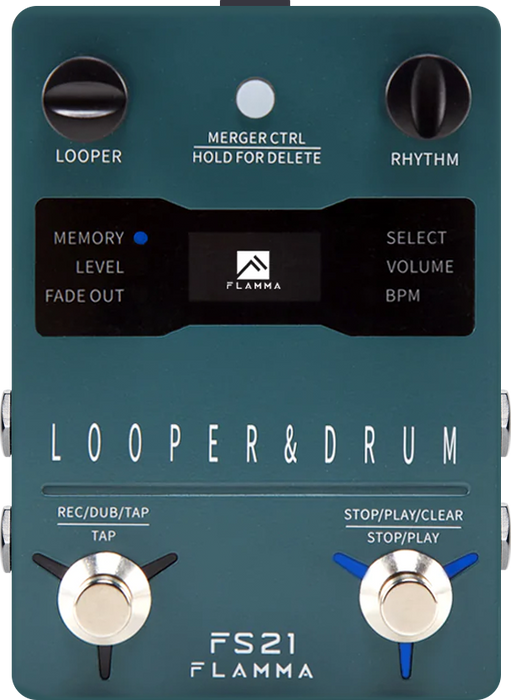 MERGER CTRL
HOLD FOR DELETE
LOOPER
RHYTHM
MEMORY
LEVEL
FADE OUT
FLAMMA
SELECT
VOLUME
BPM
LOOPER&DRUM
REC/DUB/TAP
TAP
STOP/PLAY/CLEAR
STOP/PLAY
FS21
FLAMMA